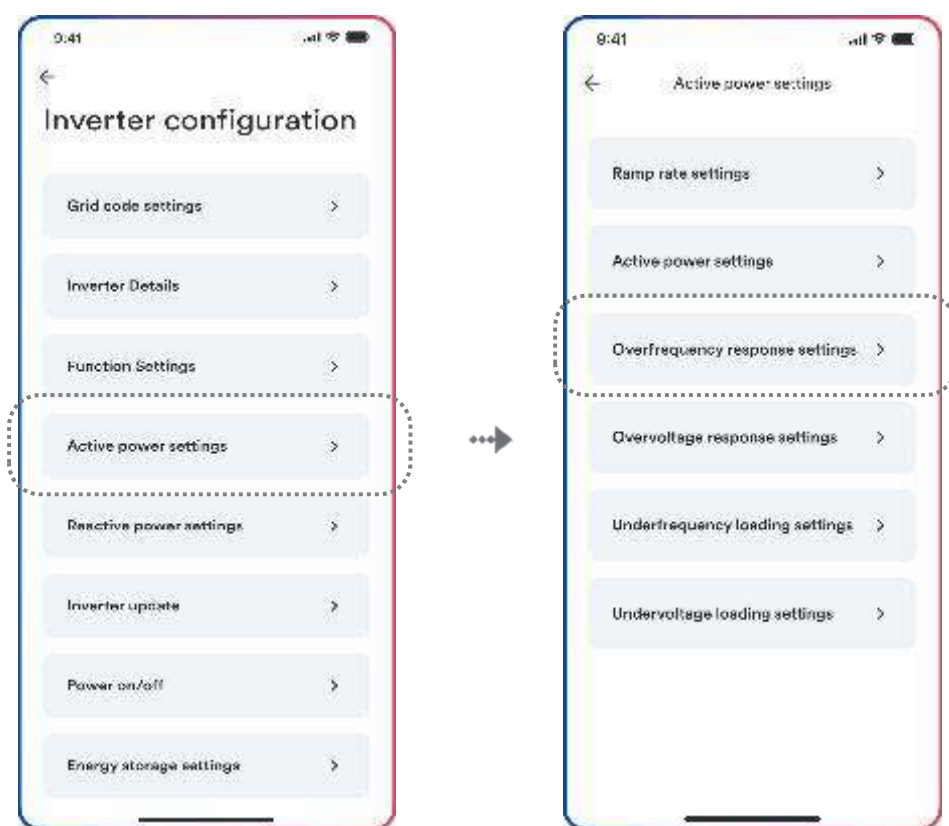 9:41
Inverter configuration
Grid code settings
Inverter Details
Function Settings
Active power settings
Reactive power settings
Inverter update
Power on/off
Energy storage settings
9:41
Active power settings
Ramp rate settings
Active power settings
Overfrequency response settings
Overvoltage response settings
Underfrequency loading settings
Undervoltage loading settings